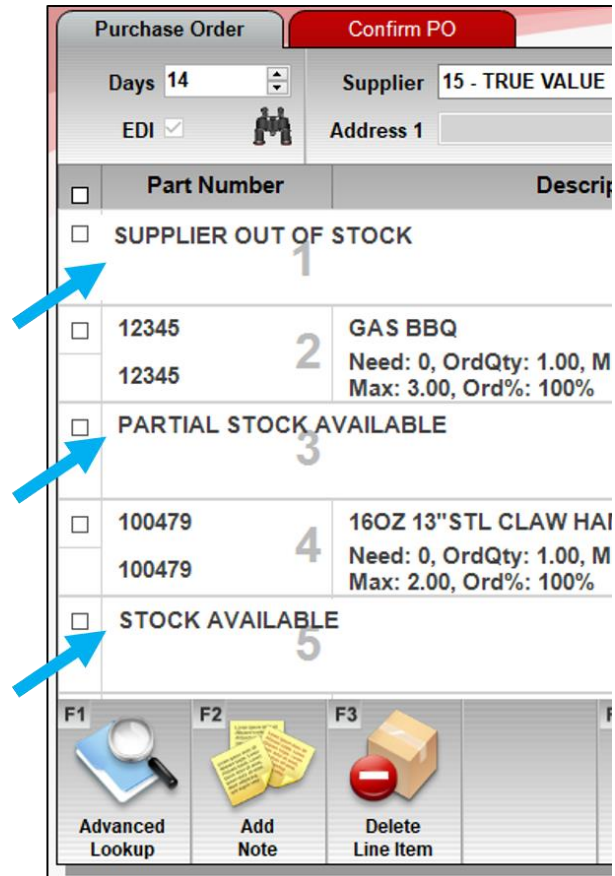 Purchase Order
Confirm PO
Days 14
Supplier 15 - TRUE VALUE
EDI
Address 1
Part Number
SUPPLIER OUT OF STOCK
1
12345
2
GAS BBQ
12345
Need: 0, OrdQty: 1.00,
Max: 3.00, Ord%: 100%
PARTIAL STOCK AVAILABLE
3
100479
4
16OZ 13"STL CLAW
100479
Need: 0, OrdQty: 1.00,
Max: 2.00, Ord%: 100%
STOCK AVAILABLE
5
F1
F2
F3
Advanced
Lookup
Add
Note
Delete
Line Item